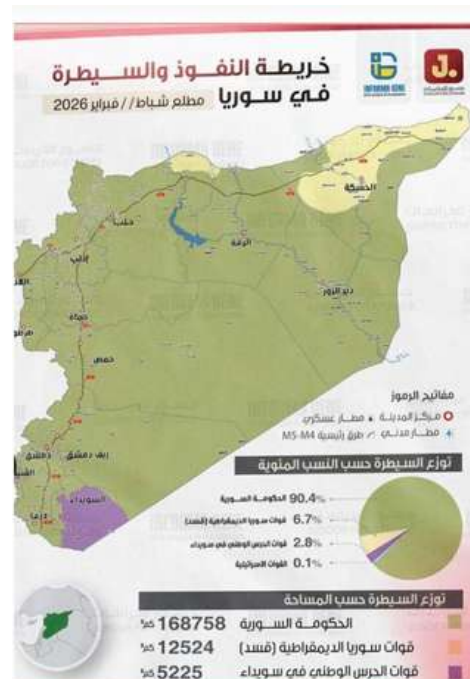 خريطة النفوذ والسيطرة
في سوريا
مطلع شباط// فبراير 2026
J.
INFORMA GENE
الحسكة
حلب
الرقة
إدلب
دير الزور
حماة
حمص
دمشق
ريف دمشق
السويداء
درعا
مفاتيح الرموز
مركز المدينة
مطار عسكري
مطار مدني
طرق رئيسية M5-M4
توزع السيطرة حسب النسب المئوية
الحكومة السورية 90.4%
قوات سوريا الديمقراطية (قسد) 6.7%
قوات الحرس الوطني في سويداء 2.8%
القوات الاسرائيلية 0.1%
توزع السيطرة حسب المساحة
الحكومة السورية 168758 كم²
قوات سوريا الديمقراطية (قسد) 12524 كم²
قوات الحرس الوطني في سويداء 5225 كم²